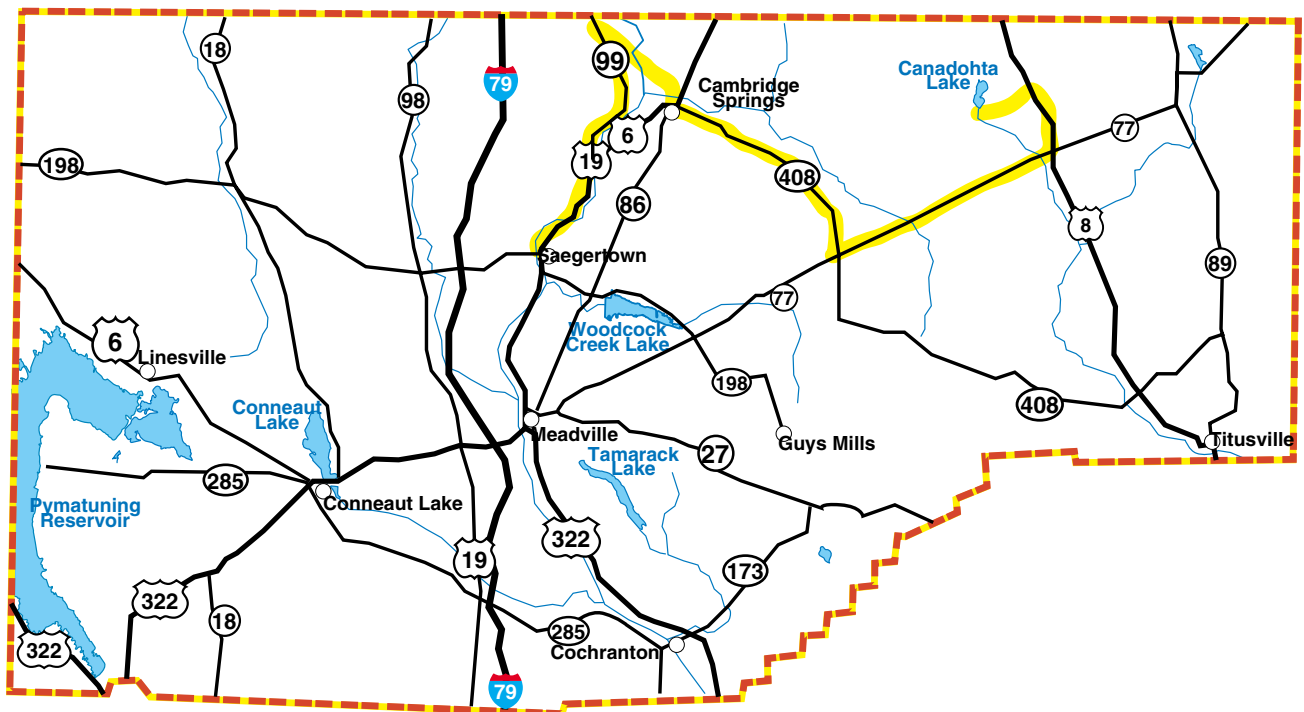 18
99
79
98
Canadohta
Lake
Cambridge
Springs
6
77
19
198
408
86
8
Saegertown
89
77
Woodcock
Creek Lake
6
Linesville
198
408
Conneaut
Lake
Meadville
Guys Mills
Titusville
27
Tamarack
Lake
285
Conneaut Lake
Pymatuning
Reservoir
322
19
173
322
18
285
322
Cochranton
79